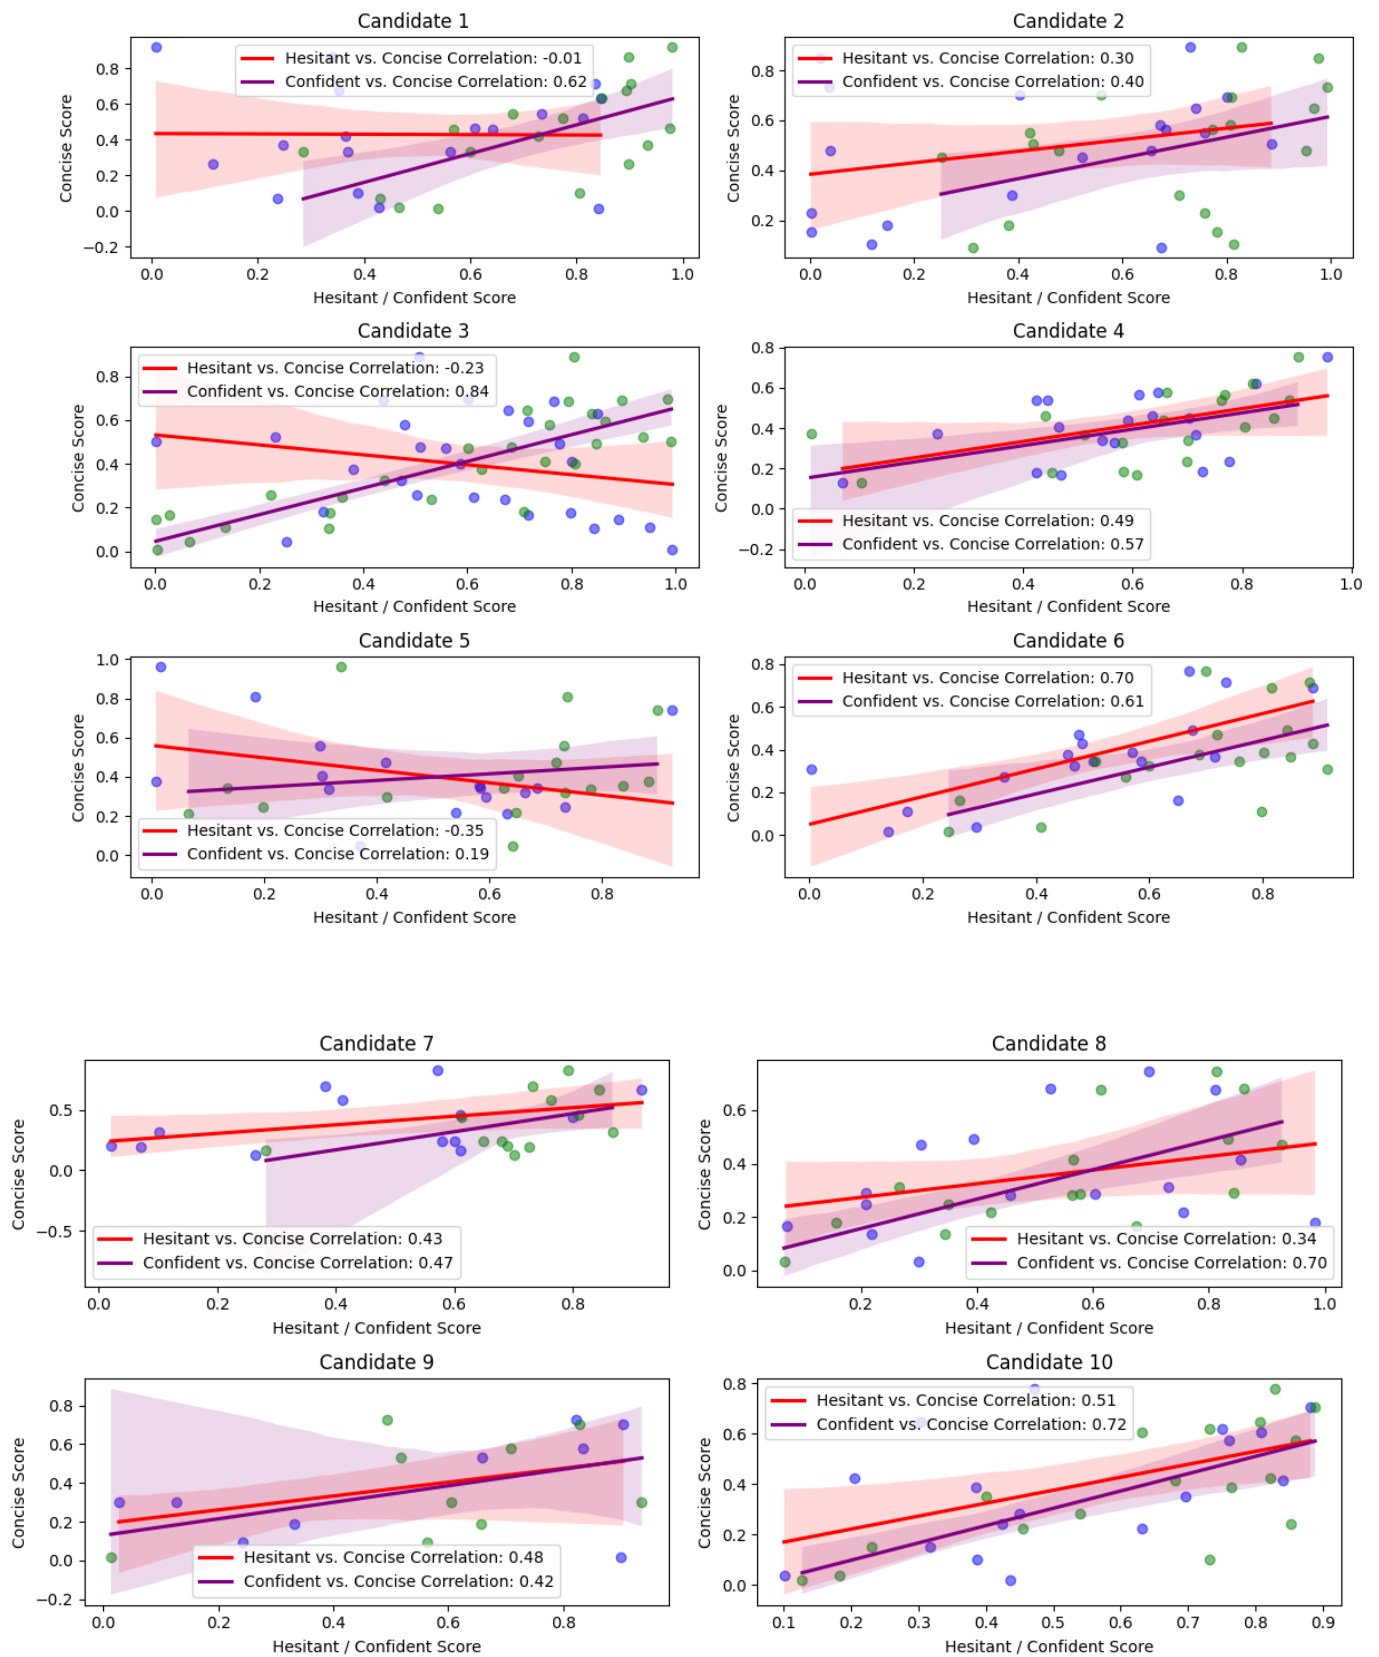 Candidate 1
Hesitant vs. Concise Correlation: -0.01
Confident vs. Concise Correlation: 0.62
Concise Score
0.8
0.6
0.4
0.2
0.0
−0.2
0.0 0.2 0.4 0.6 0.8 1.0
Hesitant / Confident Score
Candidate 2
Hesitant vs. Concise Correlation: 0.30
Confident vs. Concise Correlation: 0.40
Concise Score
0.8
0.6
0.4
0.2
0.0 0.2 0.4 0.6 0.8 1.0
Hesitant / Confident Score
Candidate 3
Hesitant vs. Concise Correlation: -0.23
Confident vs. Concise Correlation: 0.84
Concise Score
0.8
0.6
0.4
0.2
0.0
0.0 0.2 0.4 0.6 0.8 1.0
Hesitant / Confident Score
Candidate 4
Concise Score
0.8
0.6
0.4
0.2
0.0
−0.2
Hesitant vs. Concise Correlation: 0.49
Confident vs. Concise Correlation: 0.57
0.0 0.2 0.4 0.6 0.8 1.0
Hesitant / Confident Score
Candidate 5
Concise Score
1.0
0.8
0.6
0.4
0.2
0.0
Hesitant vs. Concise Correlation: -0.35
Confident vs. Concise Correlation: 0.19
0.0 0.2 0.4 0.6 0.8
Hesitant / Confident Score
Candidate 6
Hesitant vs. Concise Correlation: 0.70
Confident vs. Concise Correlation: 0.61
Concise Score
0.8
0.6
0.4
0.2
0.0
0.0 0.2 0.4 0.6 0.8
Hesitant / Confident Score
Candidate 7
Concise Score
0.5
0.0
−0.5
Hesitant vs. Concise Correlation: 0.43
Confident vs. Concise Correlation: 0.47
0.0 0.2 0.4 0.6 0.8
Hesitant / Confident Score
Candidate 8
Concise Score
0.6
0.4
0.2
0.0
Hesitant vs. Concise Correlation: 0.34
Confident vs. Concise Correlation: 0.70
0.2 0.4 0.6 0.8 1.0
Hesitant / Confident Score
Candidate 9
Concise Score
0.8
0.6
0.4
0.2
0.0
−0.2
Hesitant vs. Concise Correlation: 0.48
Confident vs. Concise Correlation: 0.42
0.0 0.2 0.4 0.6 0.8
Hesitant / Confident Score
Candidate 10
Hesitant vs. Concise Correlation: 0.51
Confident vs. Concise Correlation: 0.72
Concise Score
0.8
0.6
0.4
0.2
0.0
0.1 0.2 0.3 0.4 0.5 0.6 0.7 0.8 0.9
Hesitant / Confident Score